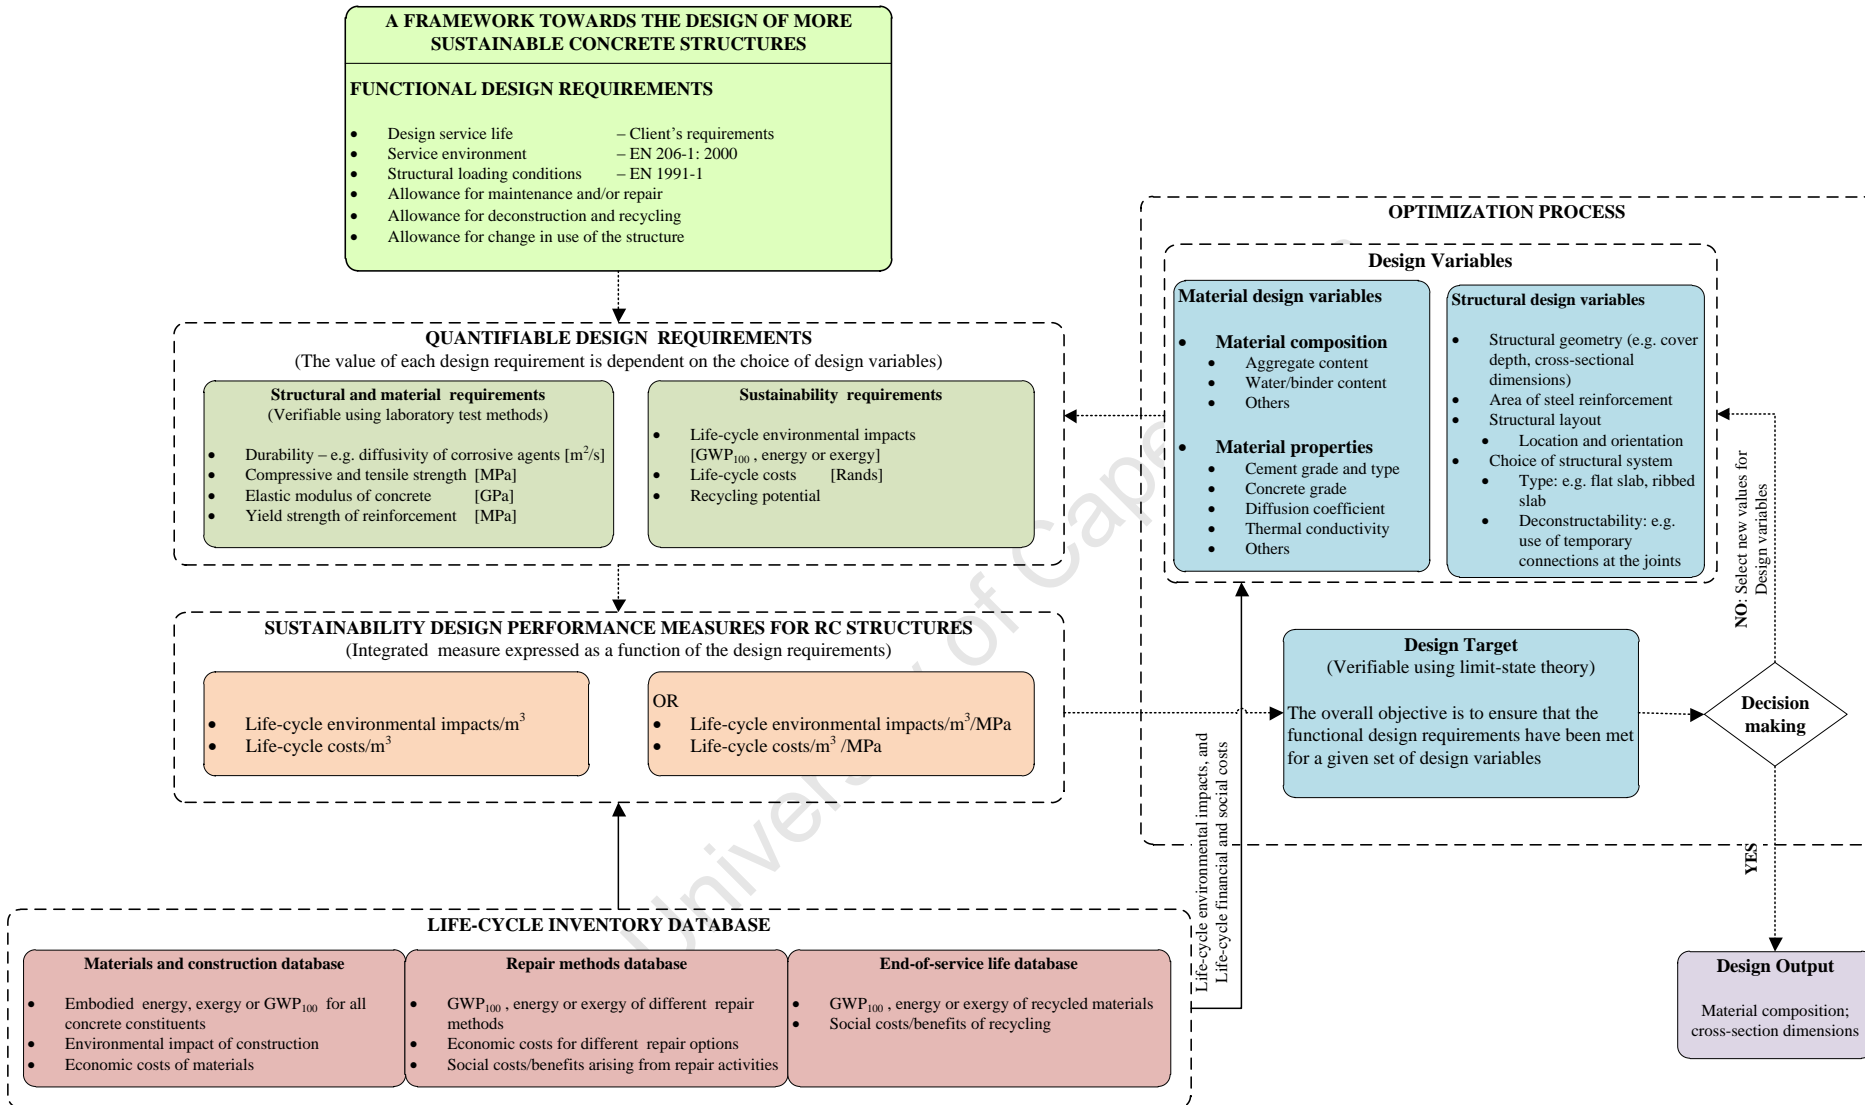 A FRAMEWORK TOWARDS THE DESIGN OF MORE
SUSTAINABLE CONCRETE STRUCTURES
FUNCTIONAL DESIGN REQUIREMENTS
• Design service life – Client's requirements
• Service environment – EN 206-1: 2000
• Structural loading conditions – EN 1991-1
• Allowance for maintenance and/or repair
• Allowance for deconstruction and recycling
• Allowance for change in use of the structure
QUANTIFIABLE DESIGN REQUIREMENTS
(The value of each design requirement is dependent on the choice of design variables)
Structural and material requirements
(Verifiable using laboratory test methods)
• Durability – e.g. diffusivity of corrosive agents [m²/s]
• Compressive and tensile strength [MPa]
• Elastic modulus of concrete [GPa]
• Yield strength of reinforcement [MPa]
Sustainability requirements
• Life-cycle environmental impacts
[GWP₁₀₀ , energy or exergy]
• Life-cycle costs [Rands]
• Recycling potential
SUSTAINABILITY DESIGN PERFORMANCE MEASURES FOR RC STRUCTURES
(Integrated measure expressed as a function of the design requirements)
• Life-cycle environmental impacts/m³
• Life-cycle costs/m³
OR
• Life-cycle environmental impacts/m³/MPa
• Life-cycle costs/m³ /MPa
LIFE-CYCLE INVENTORY DATABASE
Materials and construction database
• Embodied energy, exergy or GWP₁₀₀ for all
concrete constituents
• Environmental impact of construction
• Economic costs of materials
Repair methods database
• GWP₁₀₀ , energy or exergy of different repair
methods
• Economic costs for different repair options
• Social costs/benefits arising from repair activities
End-of-service life database
• GWP₁₀₀ , energy or exergy of recycled materials
• Social costs/benefits of recycling
Life-cycle environmental impacts, and
Life-cycle financial and social costs
OPTIMIZATION PROCESS
Design Variables
Material design variables
• Material composition
• Aggregate content
• Water/binder content
• Others
• Material properties
• Cement grade and type
• Concrete grade
• Diffusion coefficient
• Thermal conductivity
• Others
Structural design variables
• Structural geometry (e.g. cover
depth, cross-sectional
dimensions)
• Area of steel reinforcement
• Structural layout
• Location and orientation
• Choice of structural system
• Type: e.g. flat slab, ribbed
slab
• Deconstructability: e.g.
use of temporary
connections at the joints
NO: Select new values for
Design variables
Design Target
(Verifiable using limit-state theory)
The overall objective is to ensure that the
functional design requirements have been met
for a given set of design variables
Decision
making
YES
Design Output
Material composition;
cross-section dimensions
University of Cape